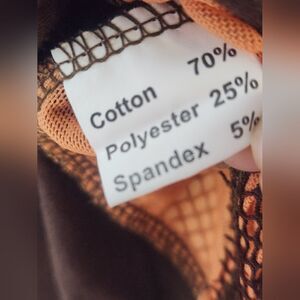 Cotton 70%
Polyester 25%
Spandex 5%